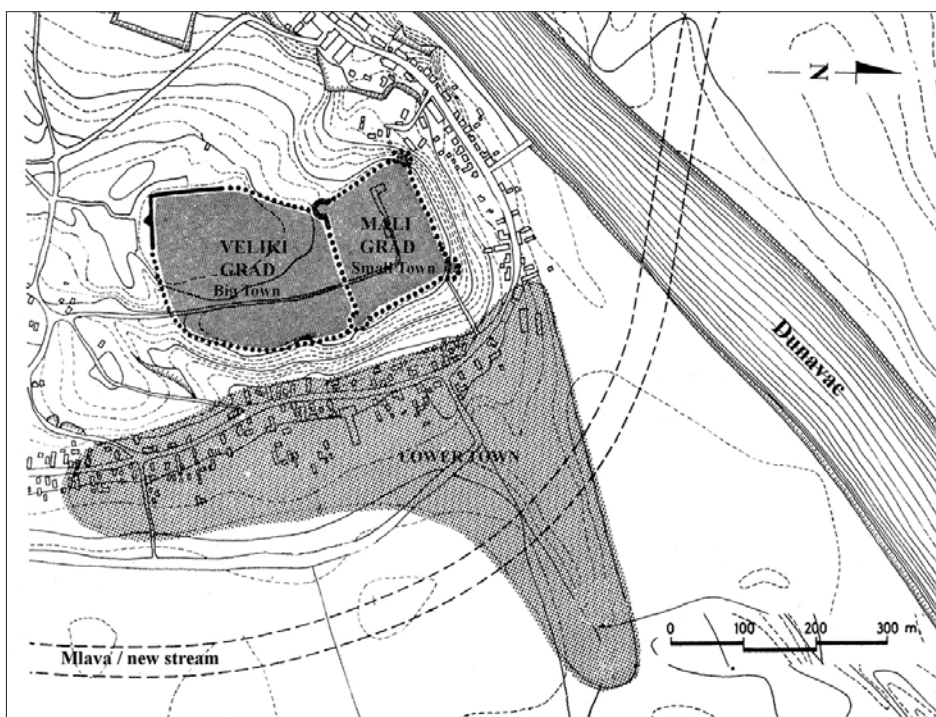 N
VELIKI
GRAD
Big Town
MALI
GRAD
Small Town
Dunavac
LOWER TOWN
0 100 200 300 m
Mlava / new stream